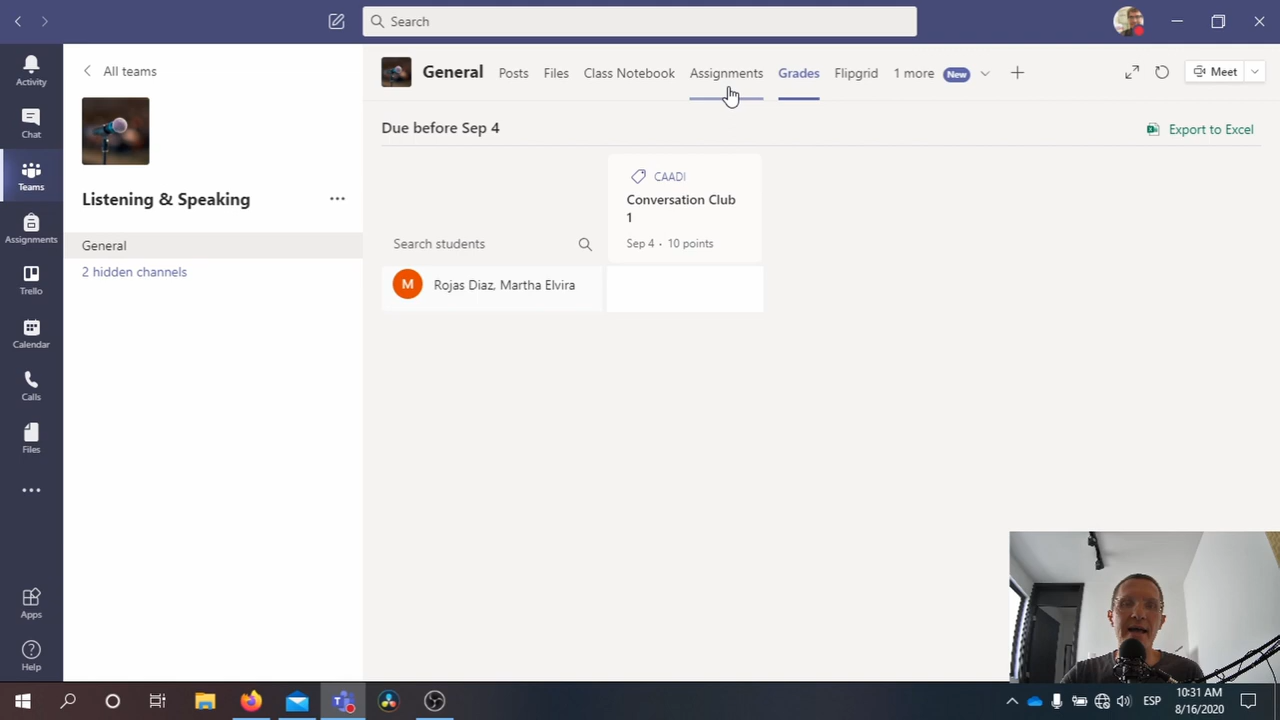 Search
Activity
Chat
Teams
Assignments
Trello
Calendar
Calls
Files
Apps
Help
All teams
Listening & Speaking
General
2 hidden channels
General
Posts
Files
Class Notebook
Assignments
Grades
Flipgrid
1 more
New
Meet
Due before Sep 4
Export to Excel
CAADI
Conversation Club
1
Sep 4 • 10 points
Search students
M
Rojas Diaz, Martha Elvira
ESP
10:31 AM
8/16/2020